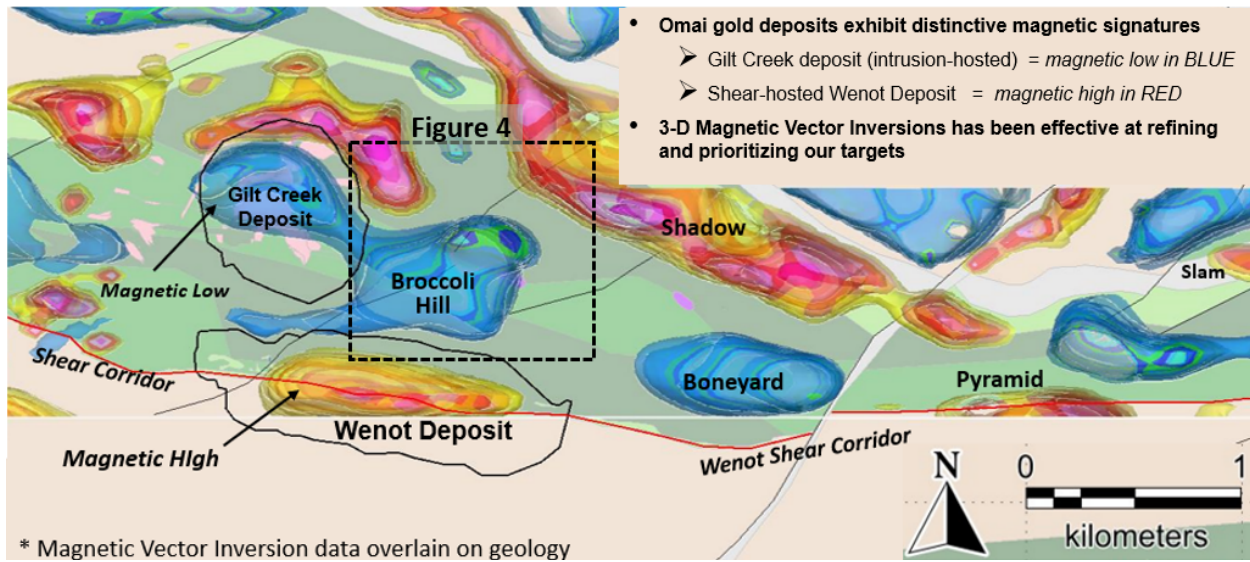 • Omai gold deposits exhibit distinctive magnetic signatures
➢ Gilt Creek deposit (intrusion-hosted) = magnetic low in BLUE
➢ Shear-hosted Wenot Deposit = magnetic high in RED
• 3-D Magnetic Vector Inversions has been effective at refining
and prioritizing our targets
Figure 4
Gilt Creek
Deposit
Shadow
Slam
Magnetic Low
Broccoli
Hill
Shear Corridor
Boneyard
Pyramid
Wenot Deposit
Magnetic HIgh
Wenot Shear Corridor
N
0 1
kilometers
* Magnetic Vector Inversion data overlain on geology